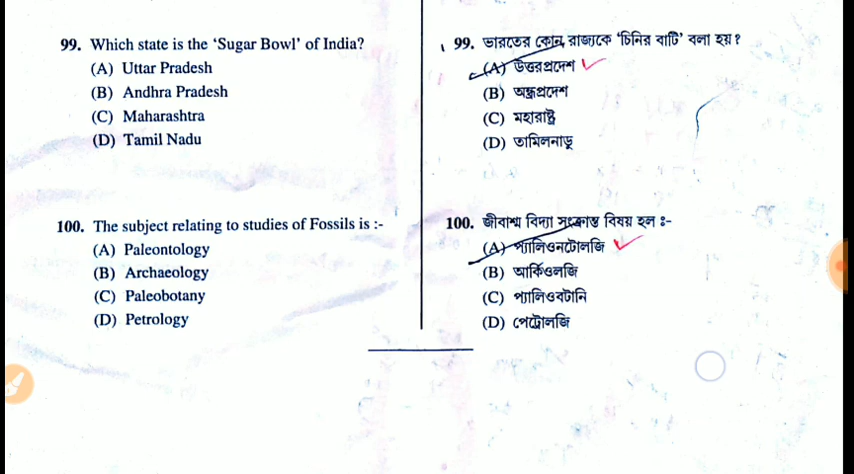 99. Which state is the ‘Sugar Bowl’ of India?
(A) Uttar Pradesh
(B) Andhra Pradesh
(C) Maharashtra
(D) Tamil Nadu
100. The subject relating to studies of Fossils is :-
(A) Paleontology
(B) Archaeology
(C) Paleobotany
(D) Petrology
99. ভারতের কোন্ রাজ্যকে ‘চিনির বাটি’ বলা হয় ?
(A) উত্তরপ্রদেশ
(B) অন্ধ্রপ্রদেশ
(C) মহারাষ্ট্র
(D) তামিলনাড়ু
100. জীবাশ্ম বিদ্যা সংক্রান্ত বিষয় হল ঃ-
(A) প্যালিওনটোলজি
(B) আর্কিওলজি
(C) প্যালিওবটানি
(D) পেট্রোলজি